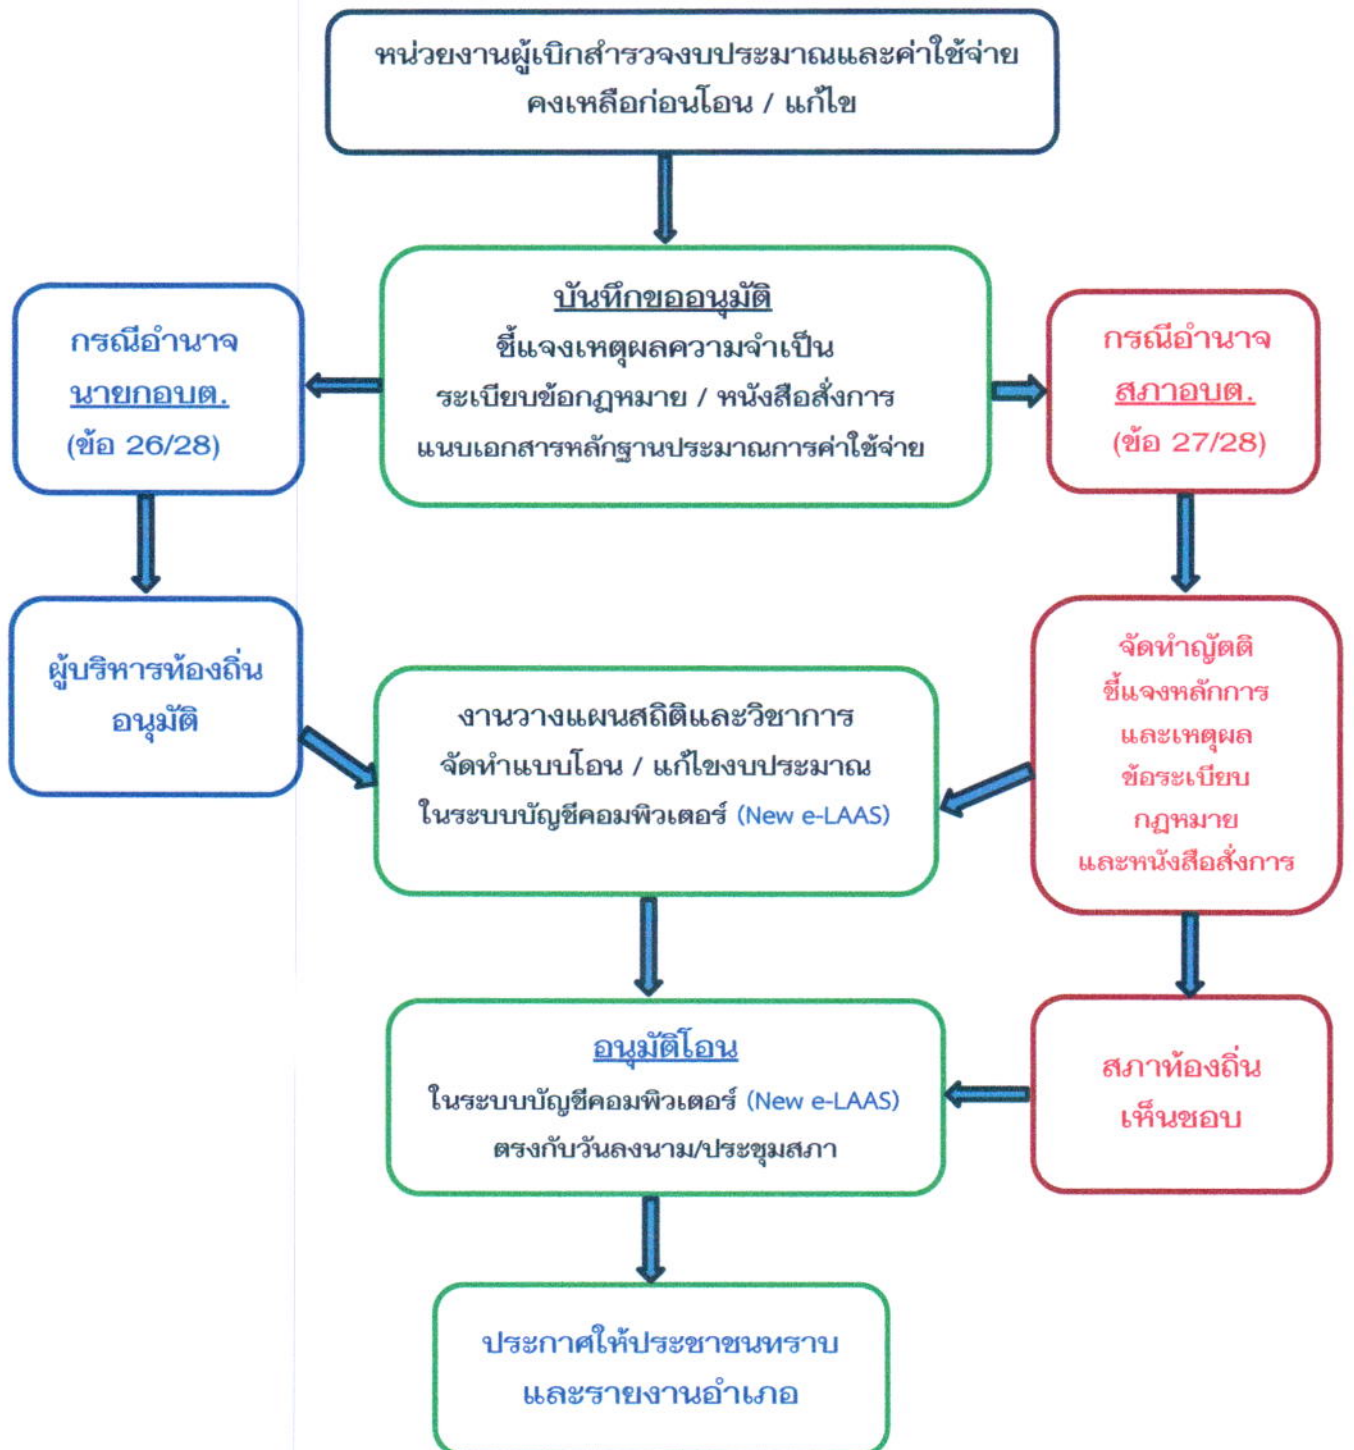 หน่วยงานผู้เบิกสำรวจงบประมาณและค่าใช้จ่าย
คงเหลือก่อนโอน / แก้ไข
บันทึกขออนุมัติ
ชี้แจงเหตุผลความจำเป็น
ระเบียบข้อกฎหมาย / หนังสือสั่งการ
แนบเอกสารหลักฐานประมาณการค่าใช้จ่าย
กรณีอำนาจ
นายกอบต.
(ข้อ 26/28)
กรณีอำนาจ
สภาอบต.
(ข้อ 27/28)
ผู้บริหารท้องถิ่น
อนุมัติ
งานวางแผนสถิติและวิชาการ
จัดทำแบบโอน / แก้ไขงบประมาณ
ในระบบบัญชีคอมพิวเตอร์ (New e-LAAS)
จัดทำญัตติ
ชี้แจงหลักการ
และเหตุผล
ข้อระเบียบ
กฎหมาย
และหนังสือสั่งการ
อนุมัติโอน
ในระบบบัญชีคอมพิวเตอร์ (New e-LAAS)
ตรงกับวันลงนาม/ประชุมสภา
สภาท้องถิ่น
เห็นชอบ
ประกาศให้ประชาชนทราบ
และรายงานอำเภอ